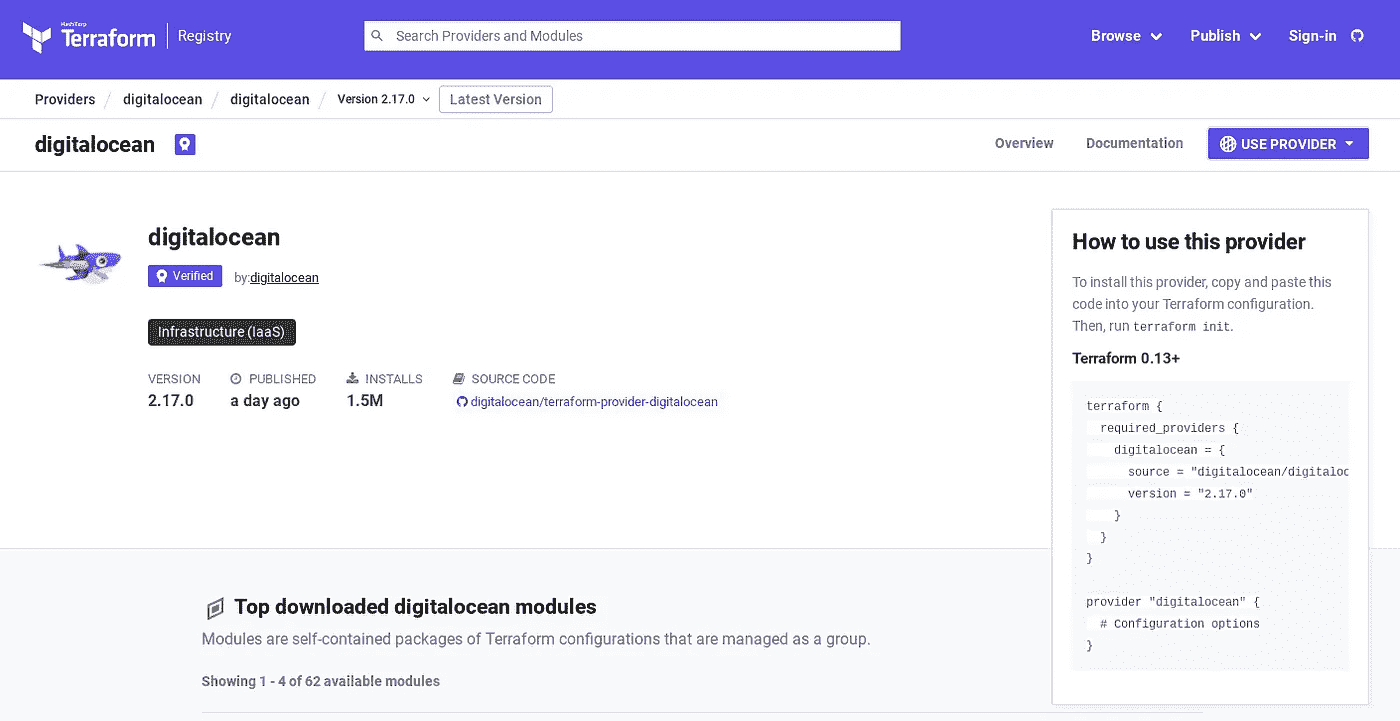 HashiCorp
Terraform
Registry
Search Providers and Modules
Browse
Publish
Sign-in
Providers / digitalocean / digitalocean / Version 2.17.0
Latest Version
digitalocean
Overview
Documentation
USE PROVIDER
digitalocean
Verified
by:digitalocean
Infrastructure (IaaS)
VERSION
2.17.0
PUBLISHED
a day ago
INSTALLS
1.5M
SOURCE CODE
digitalocean/terraform-provider-digitalocean
How to use this provider
To install this provider, copy and paste this
code into your Terraform configuration.
Then, run terraform init.
Terraform 0.13+
terraform {
  required_providers {
    digitalocean = {
      source = "digitalocean/digitaloc
      version = "2.17.0"
    }
  }
}
provider "digitalocean" {
  # Configuration options
}
Top downloaded digitalocean modules
Modules are self-contained packages of Terraform configurations that are managed as a group.
Showing 1 - 4 of 62 available modules